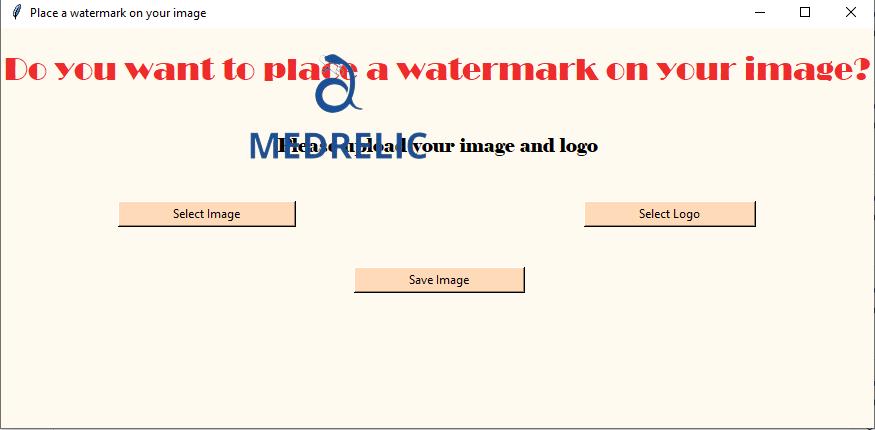 Place a watermark on your image
Do you want to place a watermark on your image?
MEDRELIC
Please upload your image and logo
Select Image
Select Logo
Save Image